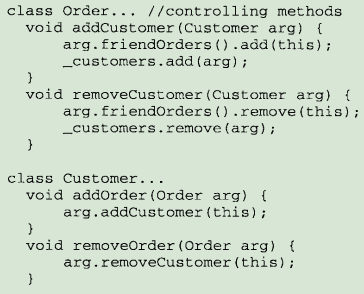 class Order... //controlling methods
void addCustomer(Customer arg) {
arg.friendOrders().add(this);
_customers.add(arg);
}
void removeCustomer(Customer arg) {
arg.friendOrders().remove(this);
_customers.remove(arg);
}
class Customer...
void addOrder(Order arg) {
arg.addCustomer(this);
}
void removeOrder(Order arg) {
arg.removeCustomer(this);
}